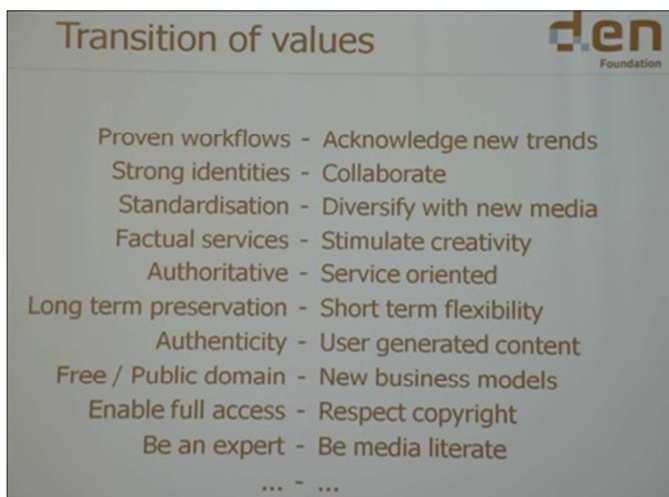 Transition of values
den
Foundation
Proven workflows - Acknowledge new trends
Strong identities - Collaborate
Standardisation - Diversify with new media
Factual services - Stimulate creativity
Authoritative - Service oriented
Long term preservation - Short term flexibility
Authenticity - User generated content
Free / Public domain - New business models
Enable full access - Respect copyright
Be an expert - Be media literate
... - ...